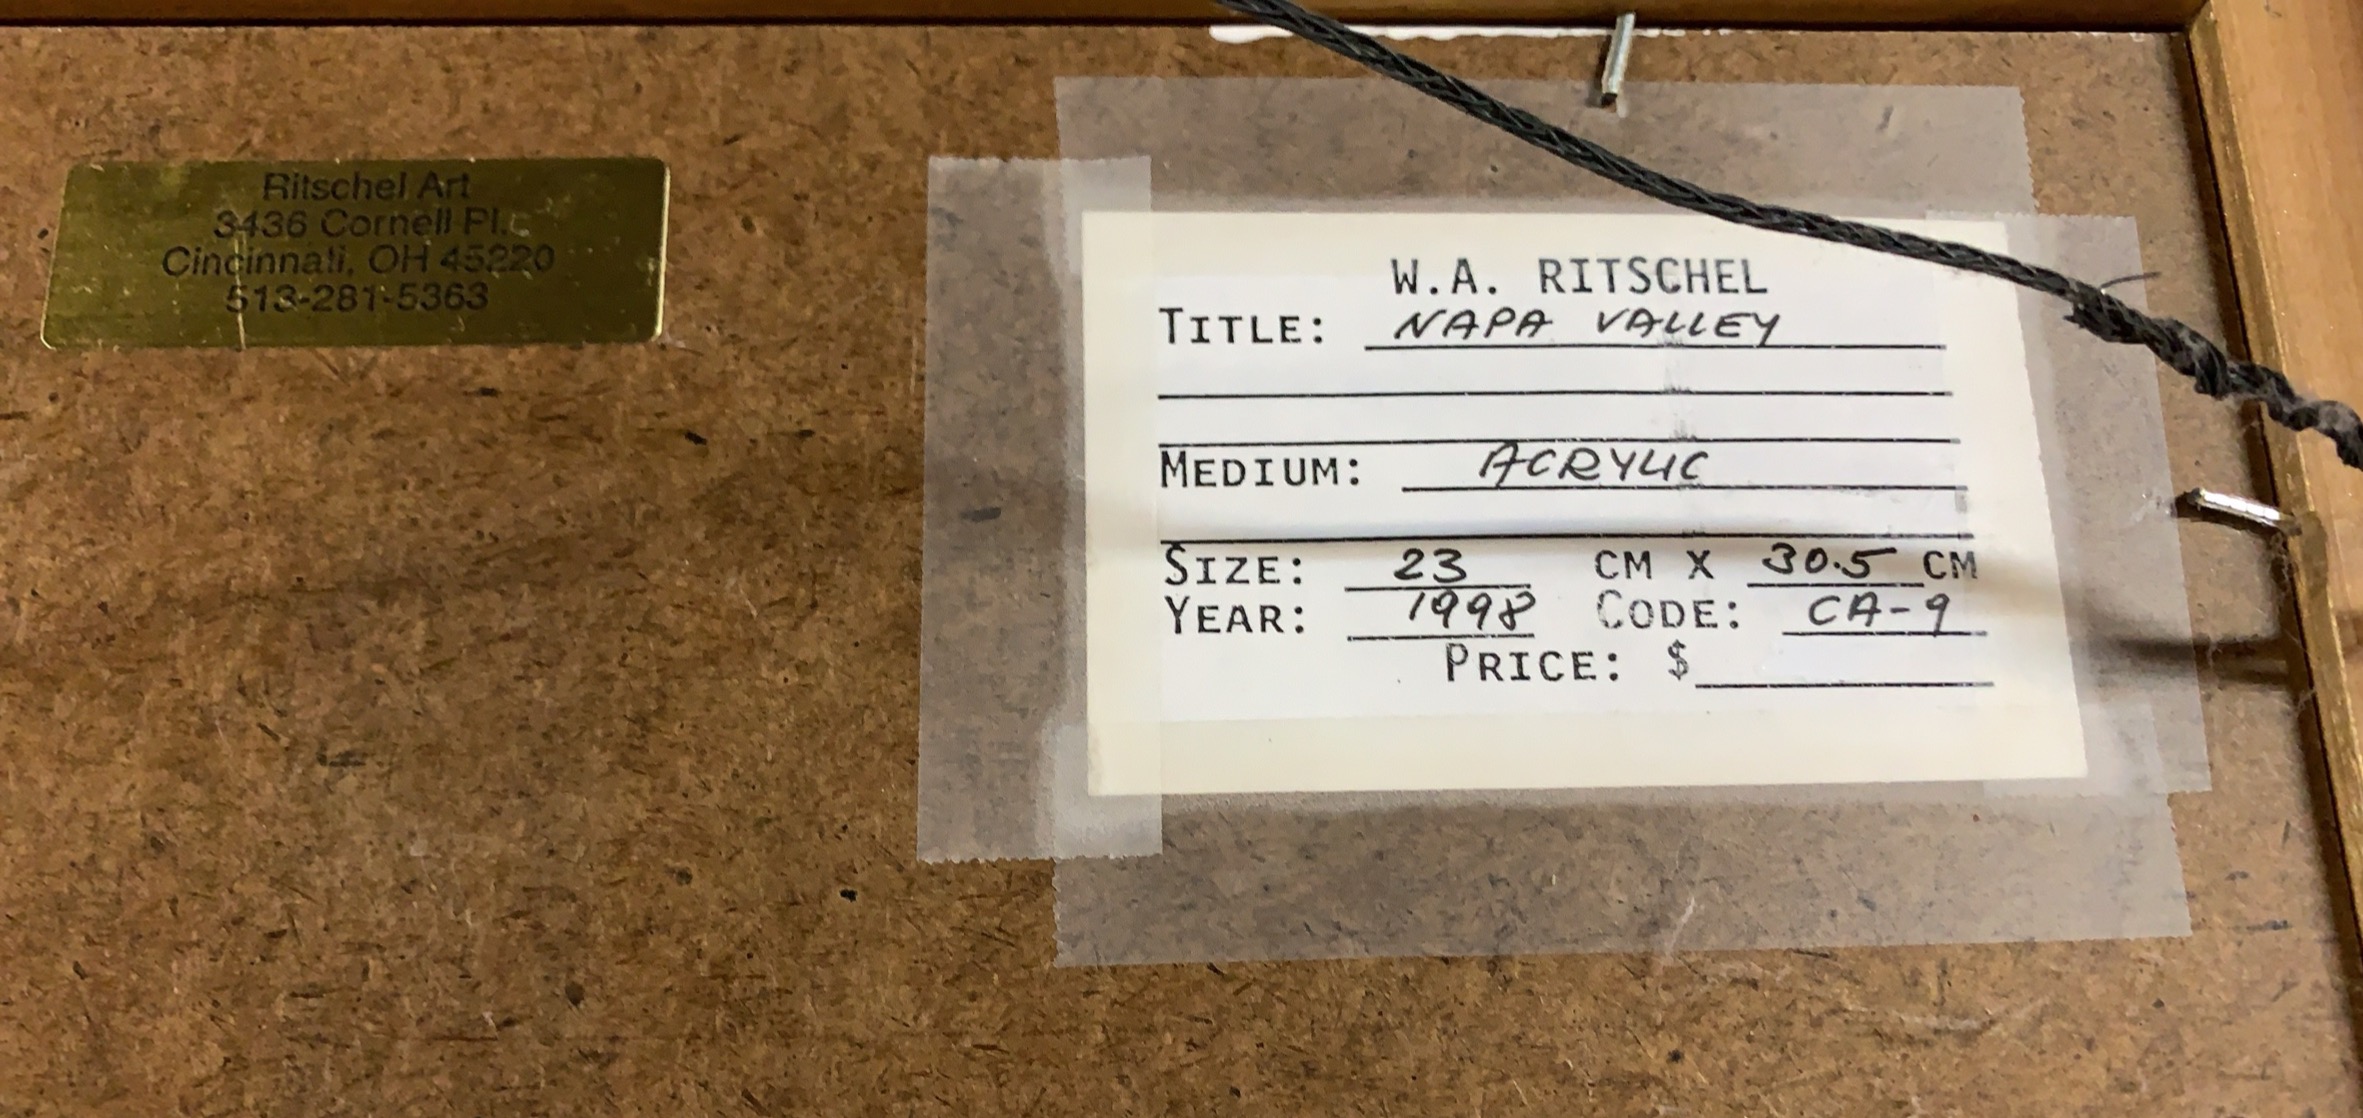 Ritschel Art
3436 Cornell Pl.
Cincinnati, OH 45220
513-281-5363
W.A. RITSCHEL
TITLE: NAPA VALLEY
MEDIUM: ACRYLIC
SIZE: 23 CM X 30.5 CM
YEAR: 1998 CODE: CA-9
PRICE: $